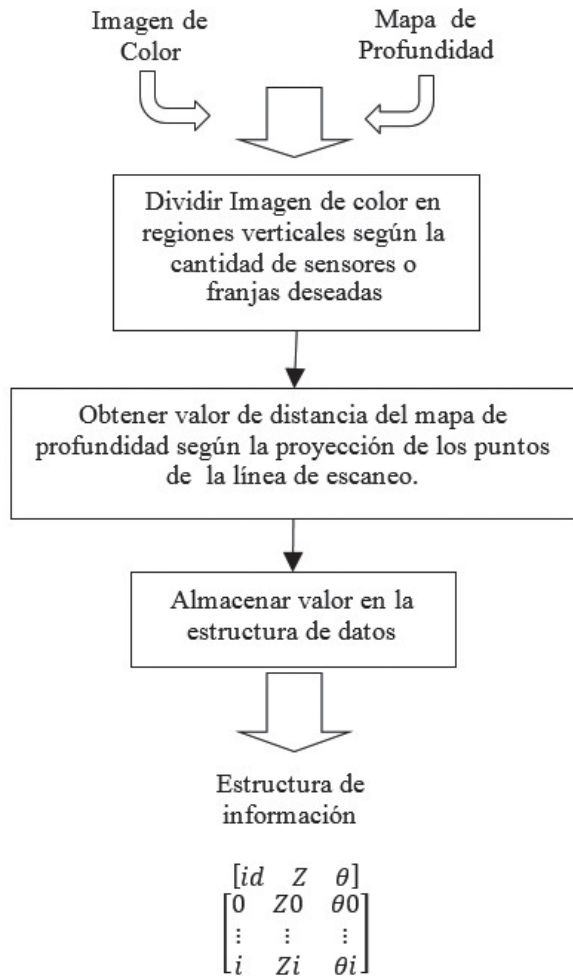 Imagen de
Color
Mapa de
Profundidad
Dividir Imagen de color en
regiones verticales según la
cantidad de sensores o
franjas deseadas
Obtener valor de distancia del mapa de
profundidad según la proyección de los puntos
de la línea de escaneo.
Almacenar valor en la
estructura de datos
Estructura de
información
[id Z θ]
[0 Z0 θ0]
⋮ ⋮ ⋮
i Zi θi